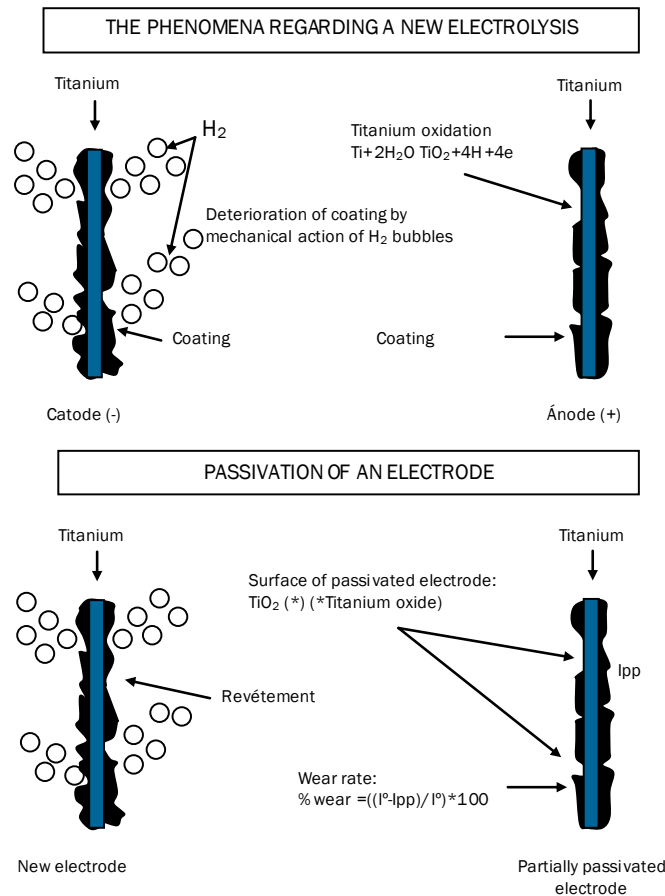 THE PHENOMENA REGARDING A NEW ELECTROLYSIS
Titanium
Titanium
H₂
Titanium oxidation
Ti+2H₂O TiO₂+4H+4e
Deterioration of coating by
mechanical action of H₂ bubbles
Coating
Coating
Catode (-)
Ánode (+)
PASSIVATION OF AN ELECTRODE
Titanium
Titanium
Surface of passivated electrode:
TiO₂ (*) (*Titanium oxide)
Ipp
Revétement
Wear rate:
% wear =((Iº-Ipp)/Iº)*100
New electrode
Partially passivated
electrode